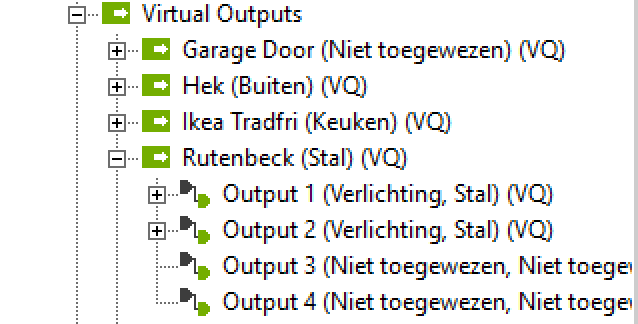 Virtual Outputs
Garage Door (Niet toegewezen) (VQ)
Hek (Buiten) (VQ)
Ikea Tradfri (Keuken) (VQ)
Rutenbeck (Stal) (VQ)
Output 1 (Verlichting, Stal) (VQ)
Output 2 (Verlichting, Stal) (VQ)
Output 3 (Niet toegewezen, Niet toege
Output 4 (Niet toegewezen, Niet toege